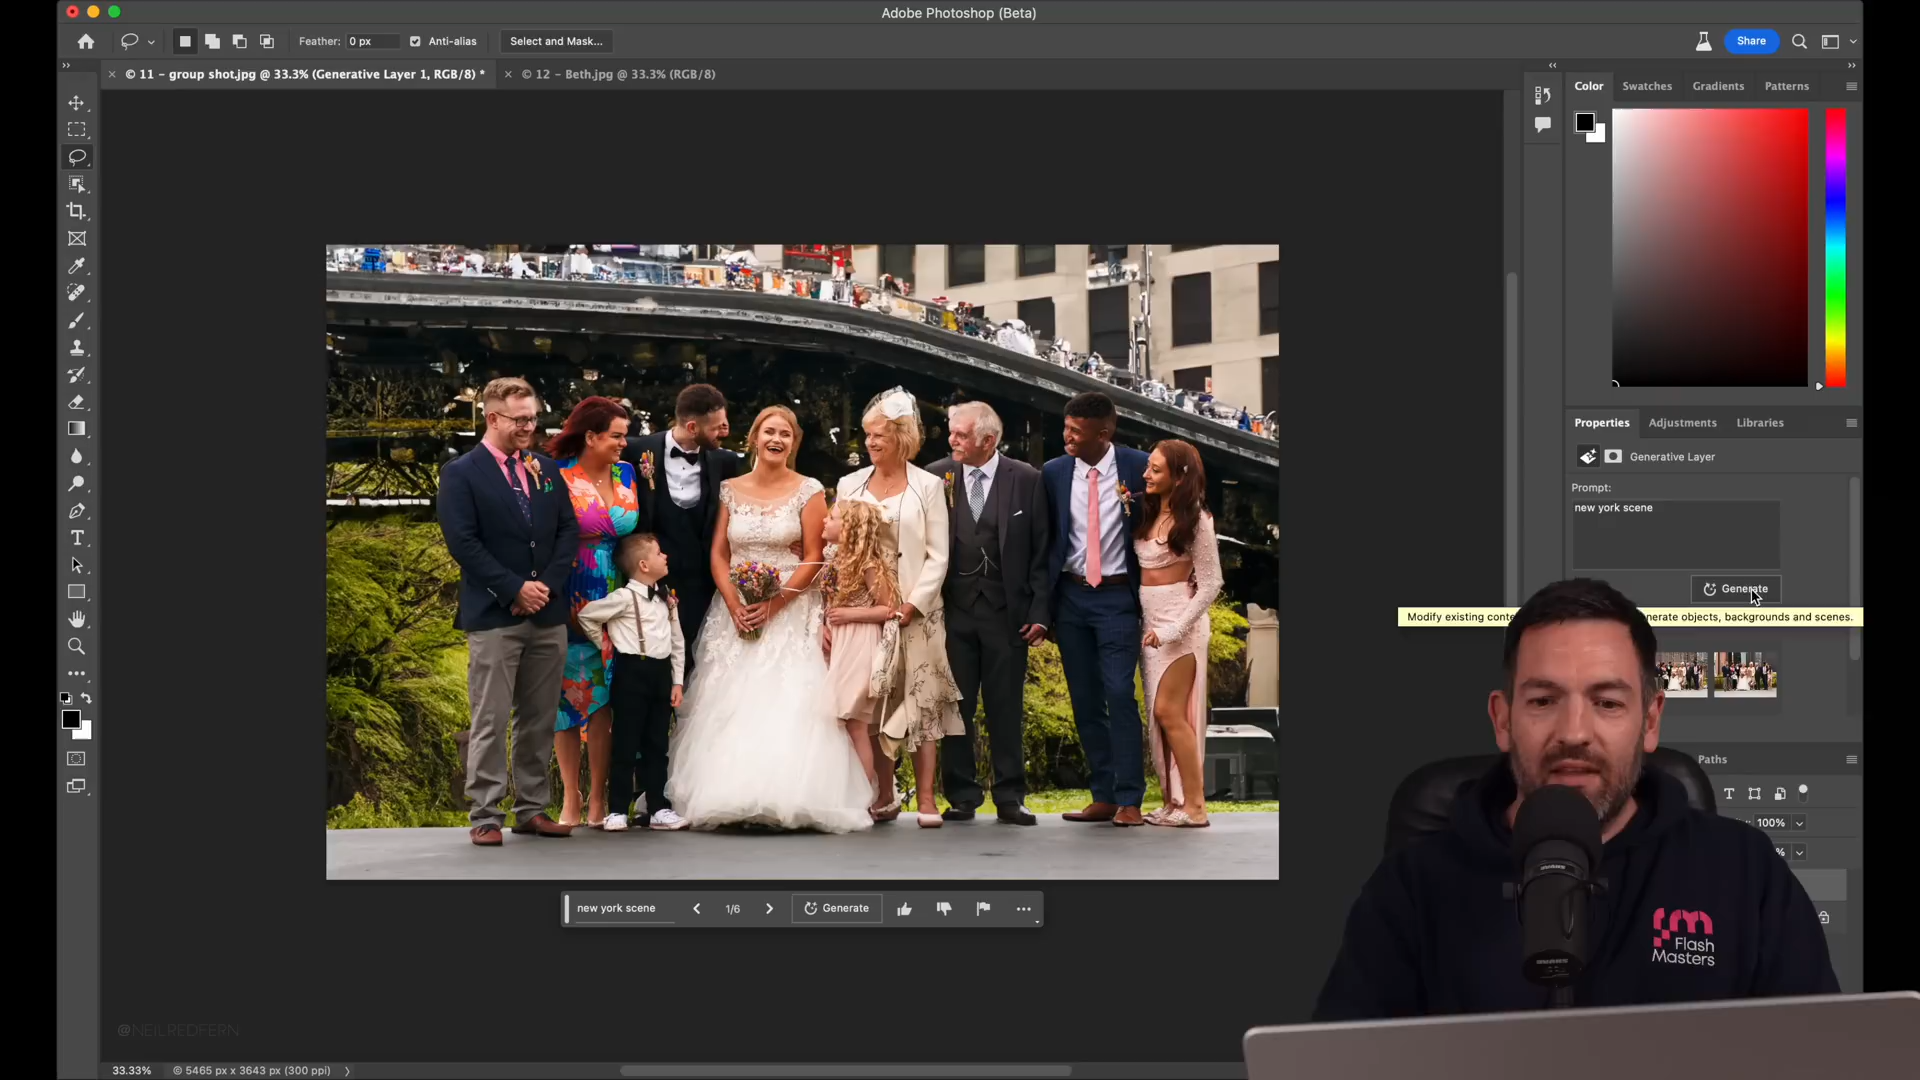 Adobe Photoshop (Beta)
Feather: 0 px Anti-alias Select and Mask... Share
© 11 - group shot.jpg @ 33.3% (Generative Layer 1, RGB/8) * © 12 - Beth.jpg @ 33.3% (RGB/8)
Color Swatches Gradients Patterns
Properties Adjustments Libraries
Generative Layer
Prompt:
new york scene
Generate
Modify existing conte
nerate objects, backgrounds and scenes.
Paths
100%
%
new york scene 1/6 Generate
Flash
Masters
@NEILREDFERN
33.33% © 5465 px x 3643 px (300 ppi)